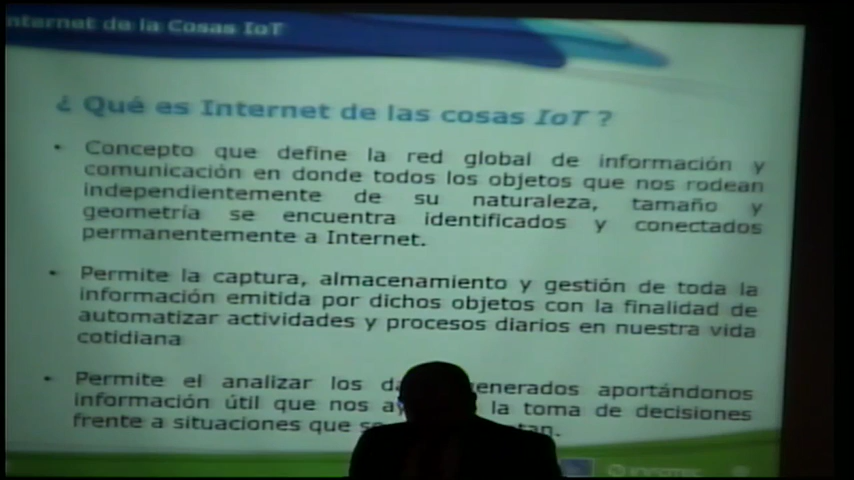 nternet de la Cosas IoT
¿ Qué es Internet de las cosas IoT ?
• Concepto que define la red global de información y
comunicación en donde todos los objetos que nos rodean
independientemente de su naturaleza, tamaño y
geometría se encuentra identificados y conectados
permanentemente a Internet.
• Permite la captura, almacenamiento y gestión de toda la
información emitida por dichos objetos con la finalidad de
automatizar actividades y procesos diarios en nuestra vida
cotidiana
• Permite el analizar los enerados aportándonos
información útil que nos la toma de decisiones
frente a situaciones que